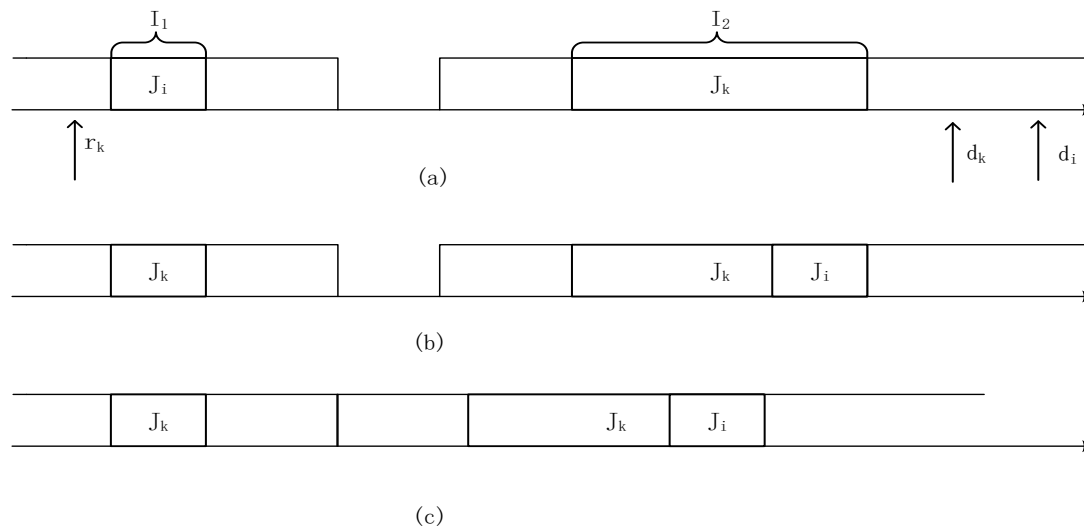 I₁ I₂
Jᵢ Jₖ
rₖ dₖ dᵢ
(a)
Jₖ Jₖ Jᵢ
(b)
Jₖ Jₖ Jᵢ
(c)